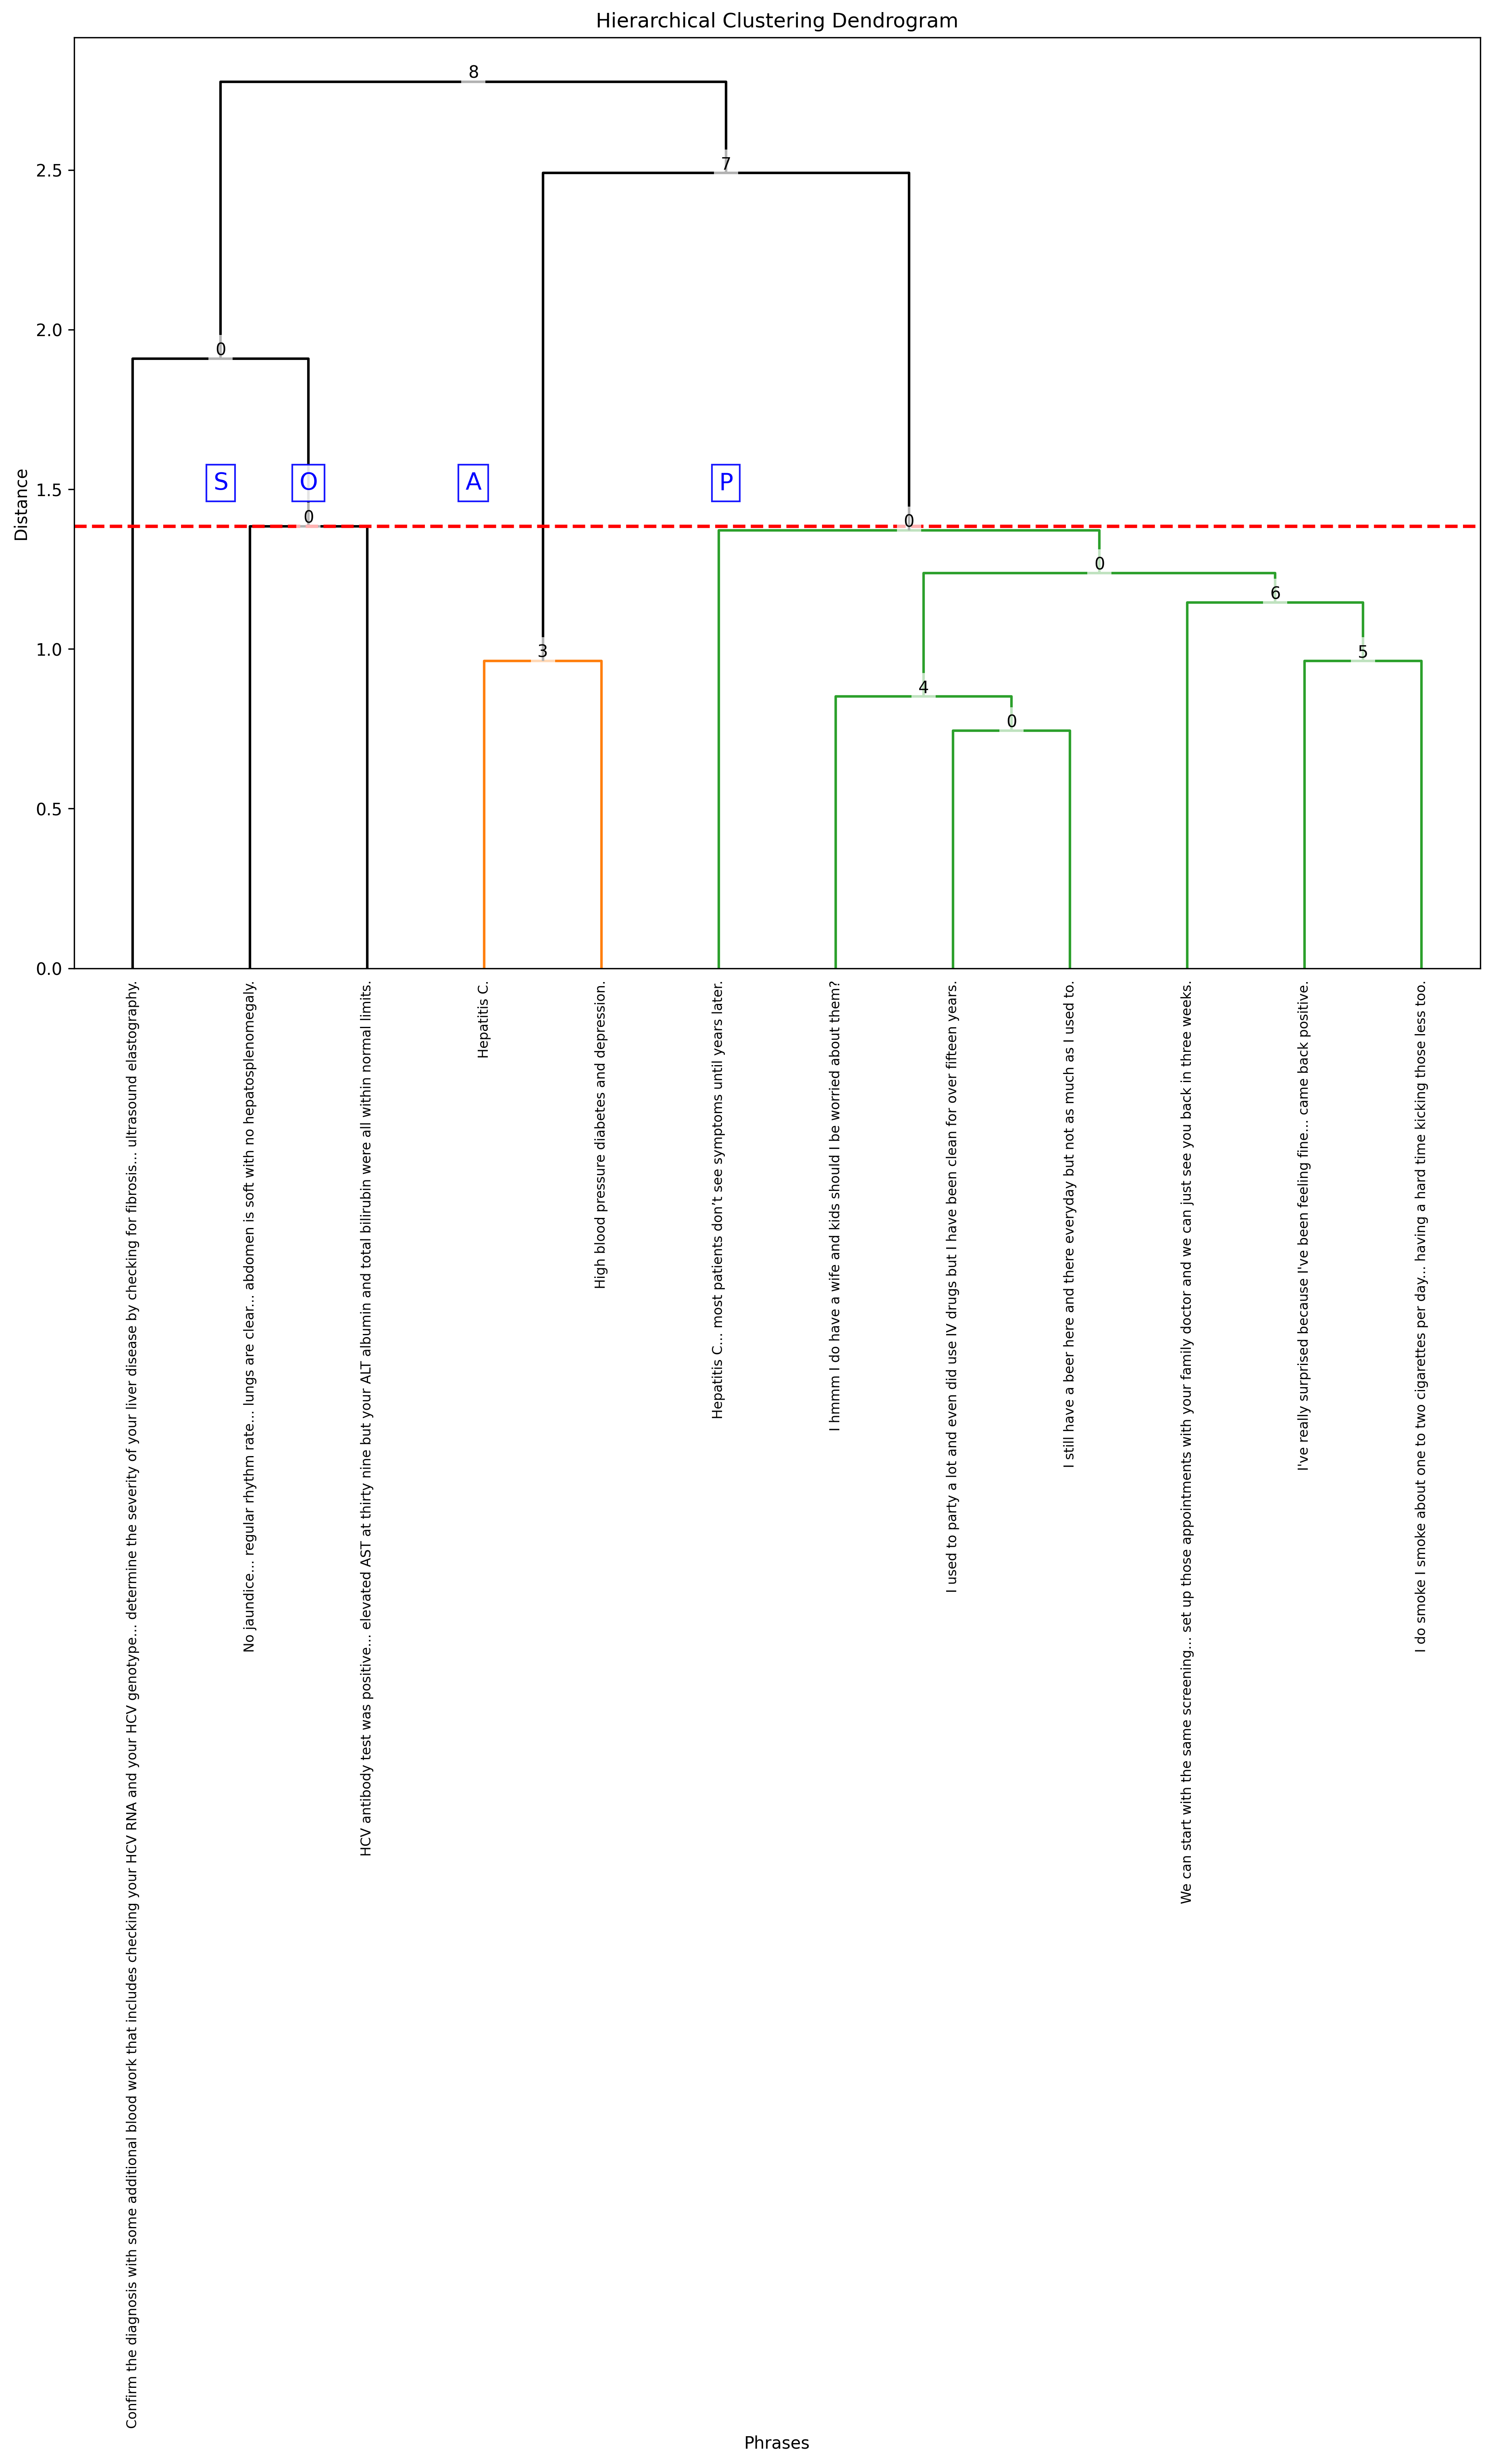 Hierarchical Clustering Dendrogram
8
7
2.5
2.0
0
S
O
A
P
1.5
Distance
0
0
0
6
1.0
3
5
4
0
0.5
0.0
Confirm the diagnosis with some additional blood work that includes checking your HCV RNA and your HCV genotype... determine the severity of your liver disease by checking for fibrosis... ultrasound elastography.
No jaundice... regular rhythm rate... lungs are clear... abdomen is soft with no hepatosplenomegaly.
HCV antibody test was positive... elevated AST at thirty nine but your ALT albumin and total bilirubin were all within normal limits.
Hepatitis C.
High blood pressure diabetes and depression.
Hepatitis C... most patients don't see symptoms until years later.
I hmmm I do have a wife and kids should I be worried about them?
I used to party a lot and even did use IV drugs but I have been clean for over fifteen years.
I still have a beer here and there everyday but not as much as I used to.
We can start with the same screening... set up those appointments with your family doctor and we can just see you back in three weeks.
I've really surprised because I've been feeling fine... came back positive.
I do smoke I smoke about one to two cigarettes per day... having a hard time kicking those less too.
Phrases